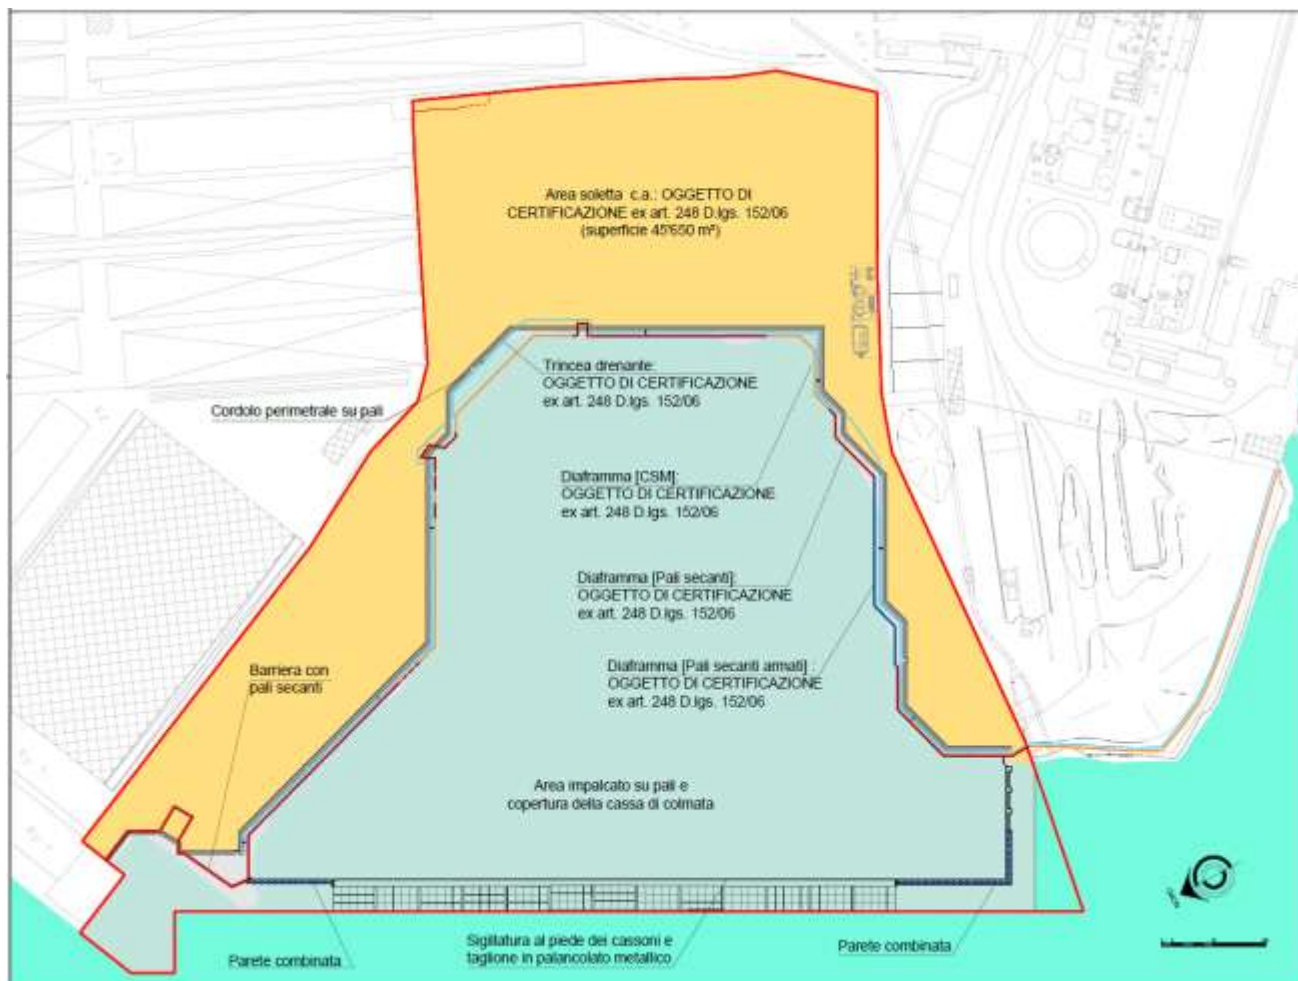 Area soletta c.a.: OGGETTO DI
CERTIFICAZIONE ex art. 248 D.lgs. 152/06
(superficie 45'650 m²)
Trincea drenante:
OGGETTO DI CERTIFICAZIONE
ex art. 248 D.lgs. 152/06
Cordolo perimetrale su pali
Diaframma [CSM]:
OGGETTO DI CERTIFICAZIONE
ex art. 248 D.lgs. 152/06
Diaframma [Pali secanti]:
OGGETTO DI CERTIFICAZIONE
ex art. 248 D.lgs. 152/06
Barriera con
pali secanti
Diaframma [Pali secanti armati] :
OGGETTO DI CERTIFICAZIONE
ex art. 248 D.lgs. 152/06
Area impalcato su pali e
copertura della cassa di colmata
Parete combinata
Sigillatura al piede dei cassoni e
taglione in palancolato metallico
Parete combinata